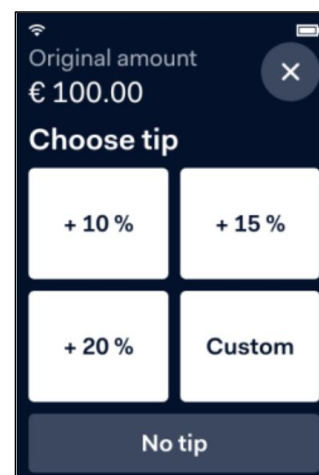 Original amount
€ 100.00
Choose tip
+ 10 %
+ 15 %
+ 20 %
Custom
No tip